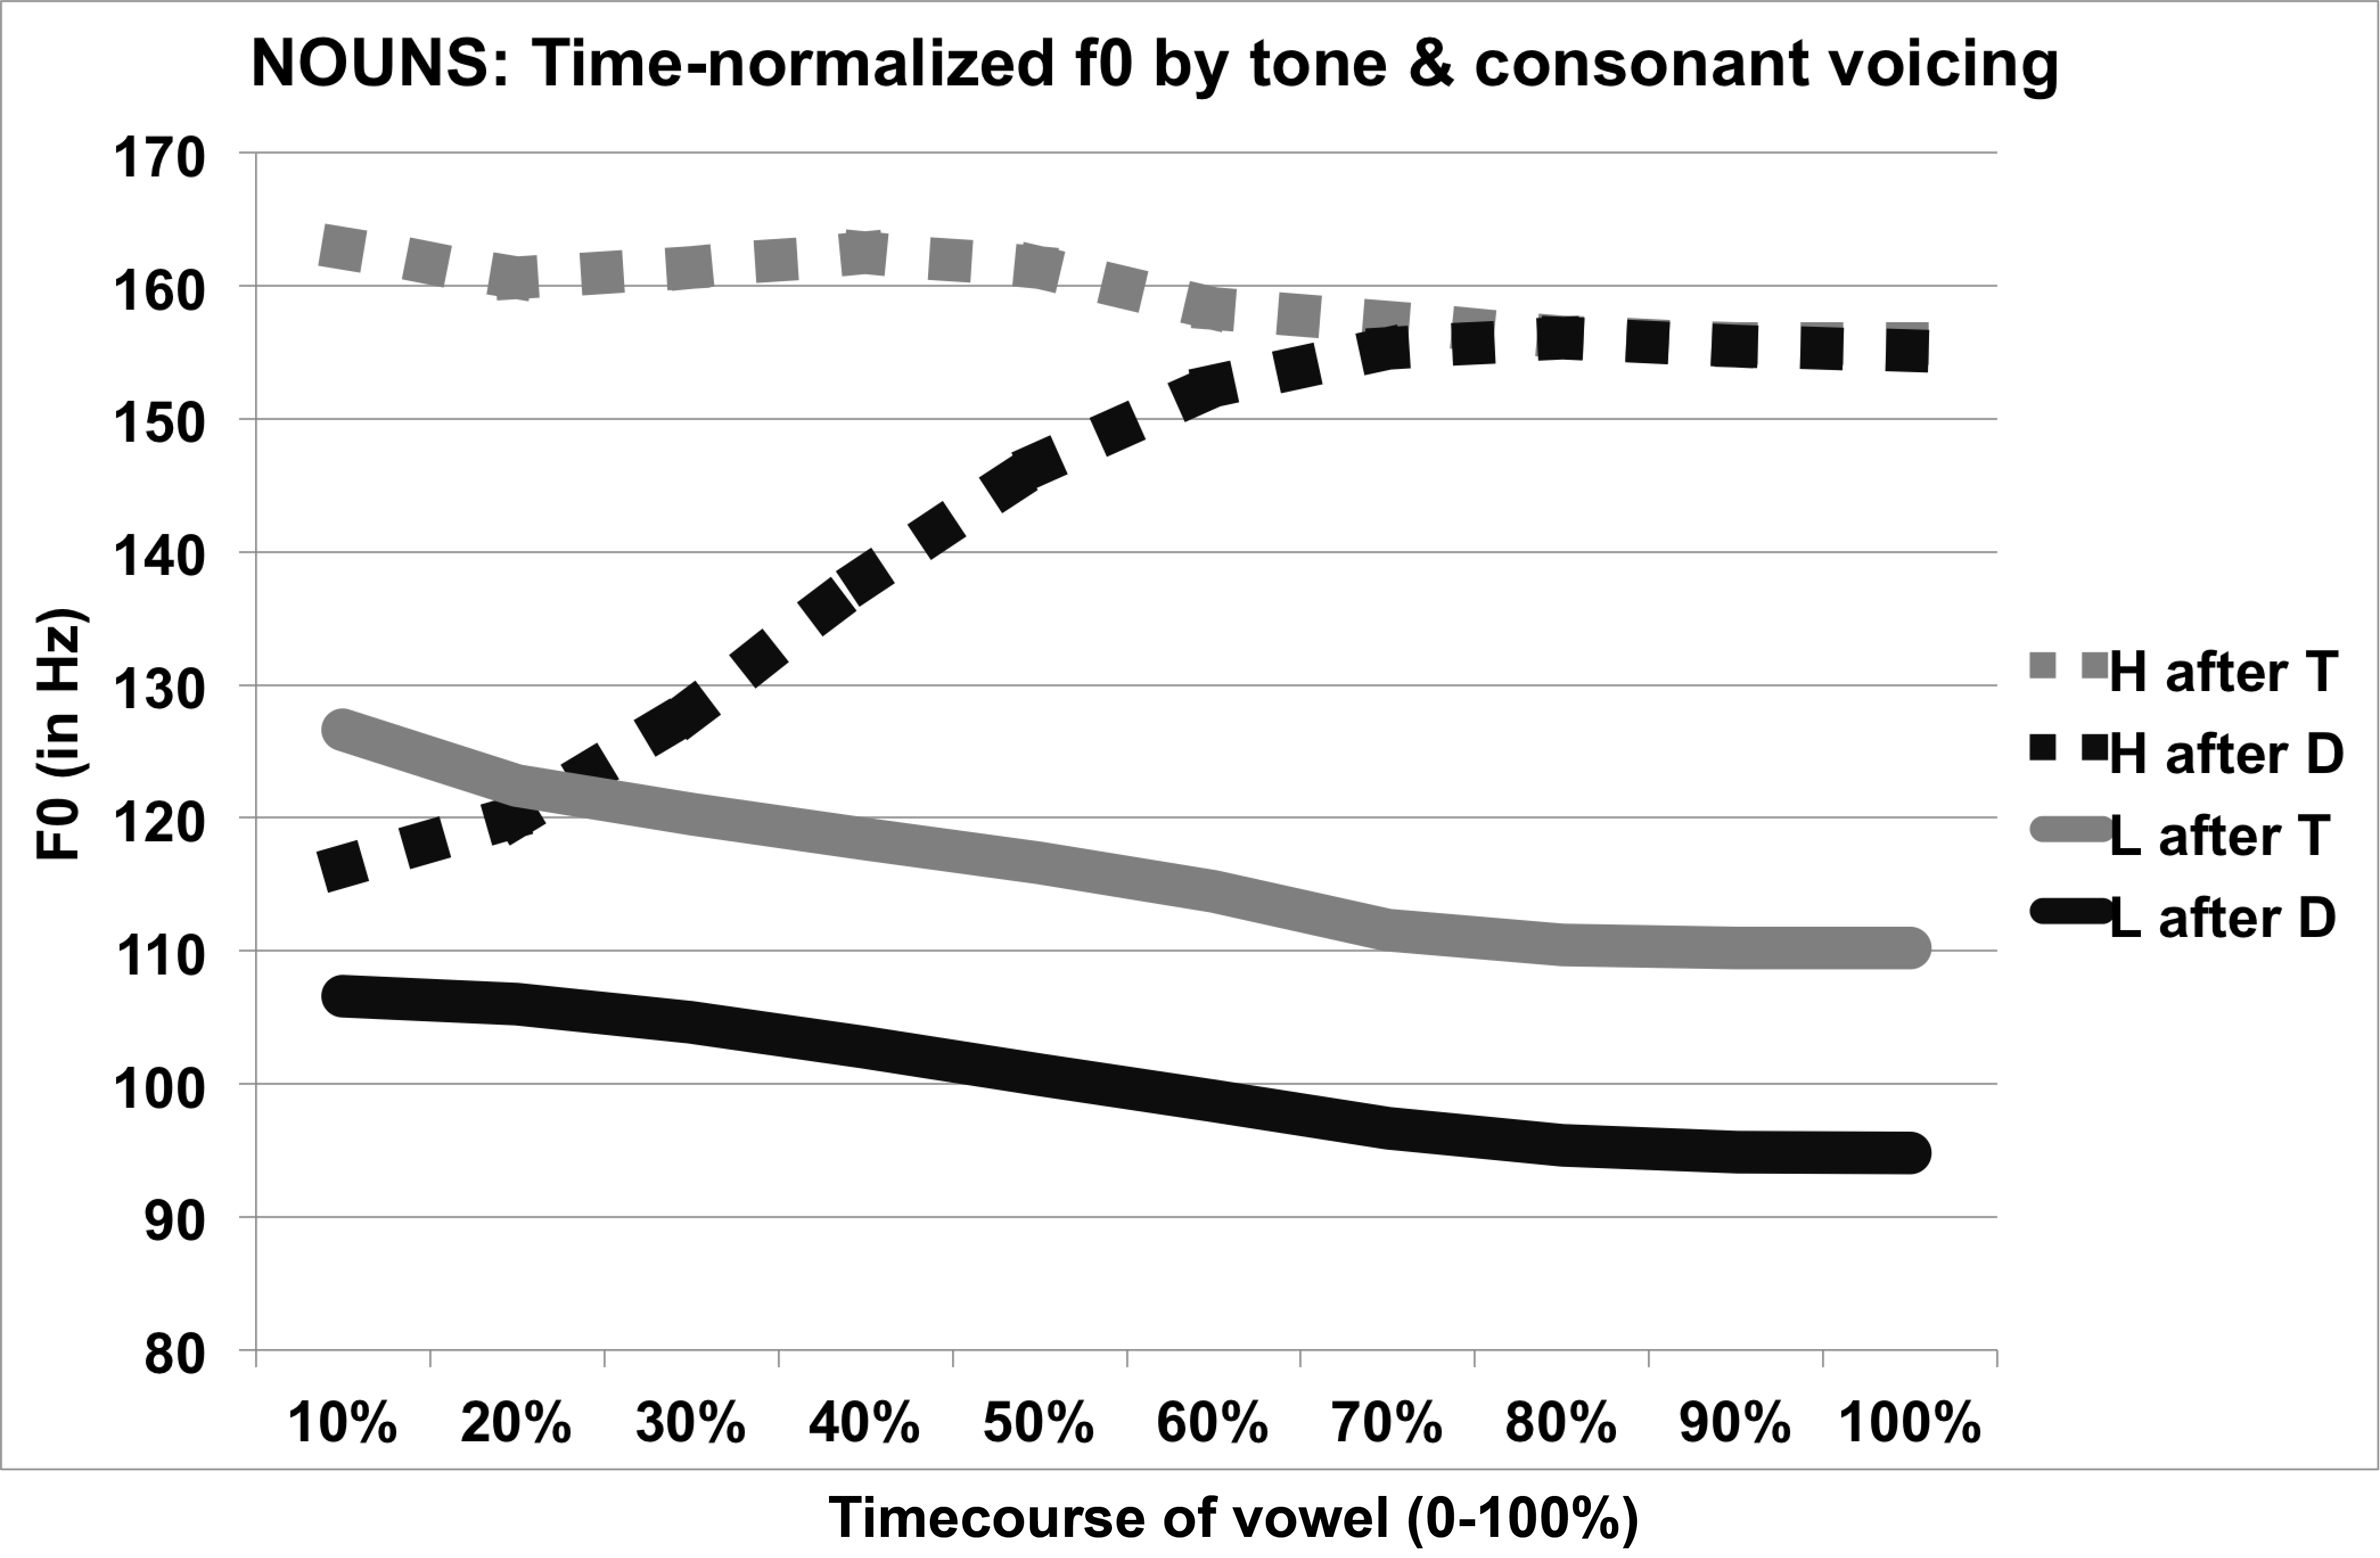 NOUNS: Time-normalized f0 by tone & consonant voicing
170
160
150
140
130
120
110
100
90
80
F0 (in Hz)
H after T
H after D
L after T
L after D
10% 20% 30% 40% 50% 60% 70% 80% 90% 100%
Timecourse of vowel (0-100%)